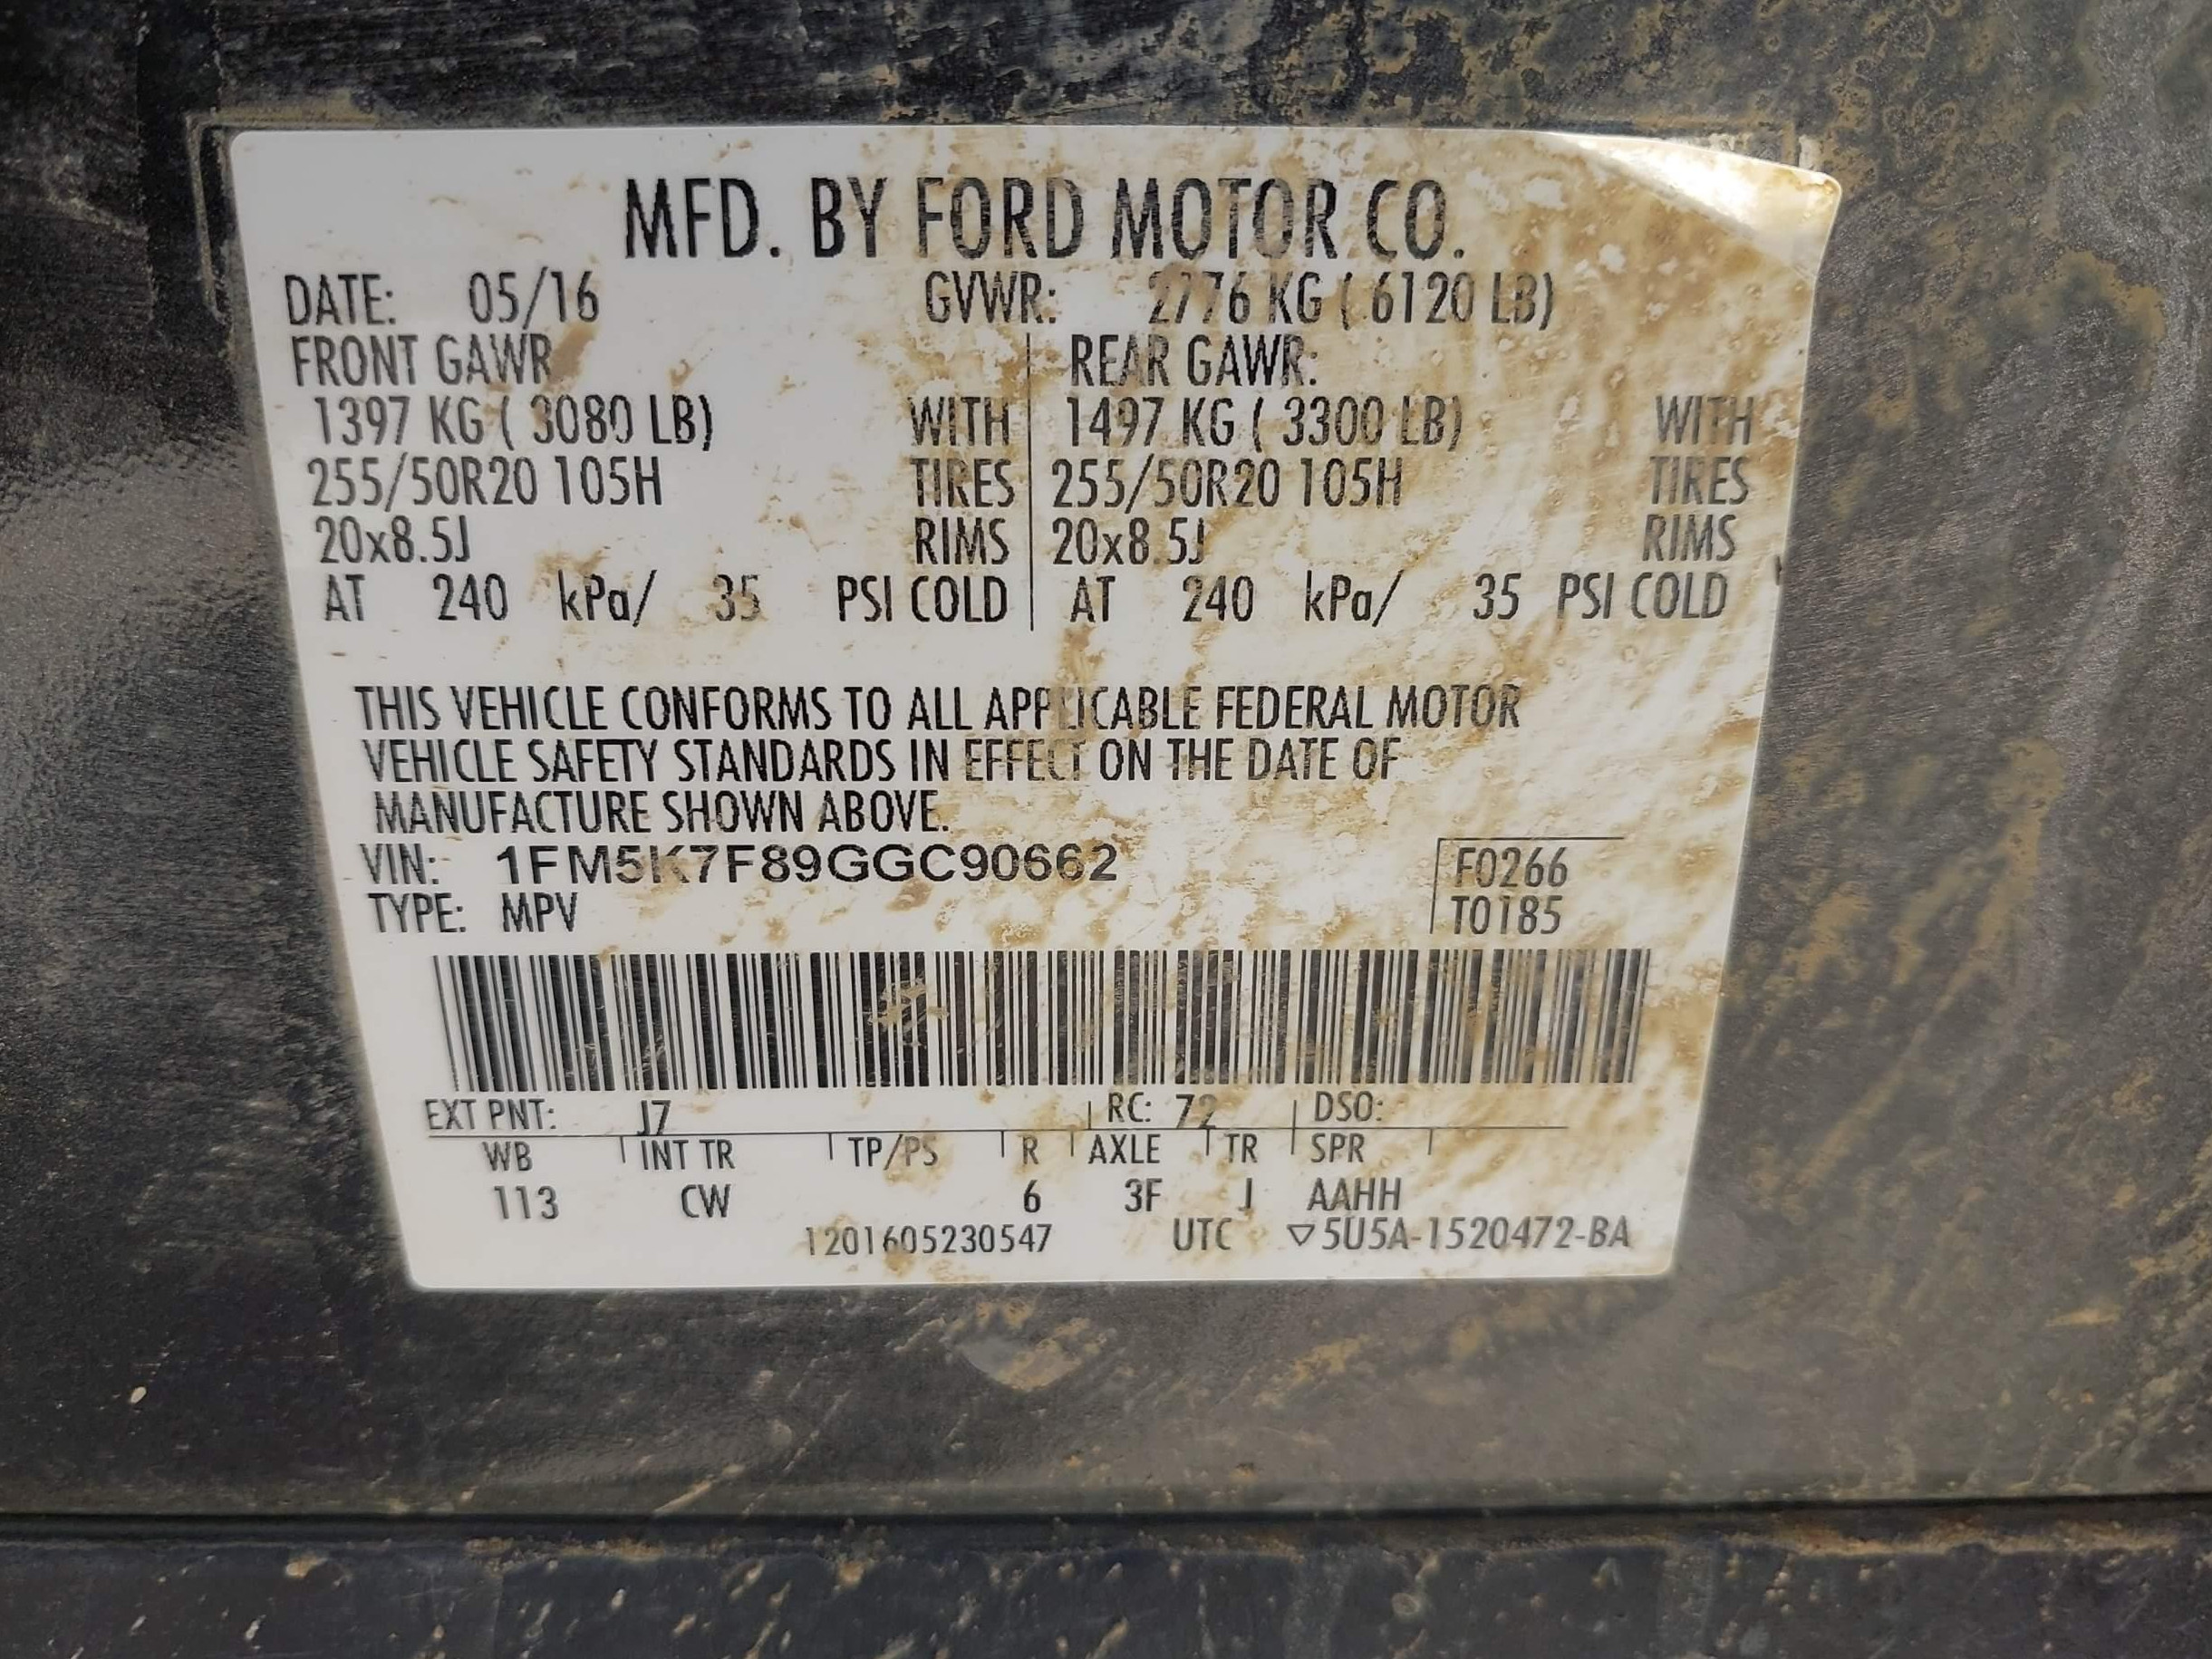 MFD. BY FORD MOTOR CO.
DATE: 05/16 GVWR: 2776 KG ( 6120 LB)
FRONT GAWR REAR GAWR:
1397 KG ( 3080 LB) WITH 1497 KG ( 3300 LB) WITH
255/50R20 105H TIRES 255/50R20 105H TIRES
20x8.5J RIMS 20x8.5J RIMS
AT 240 kPa/ 35 PSI COLD AT 240 kPa/ 35 PSI COLD
THIS VEHICLE CONFORMS TO ALL APPLICABLE FEDERAL MOTOR
VEHICLE SAFETY STANDARDS IN EFFECT ON THE DATE OF
MANUFACTURE SHOWN ABOVE.
VIN: 1FM5K7F89GGC90662 F0266
TYPE: MPV T0185
EXT PNT: J7 RC: 72 DSO:
WB INT TR TP/PS R AXLE TR SPR
113 CW 6 3F J AAHH
1201605230547 UTC ▽5U5A-1520472-BA